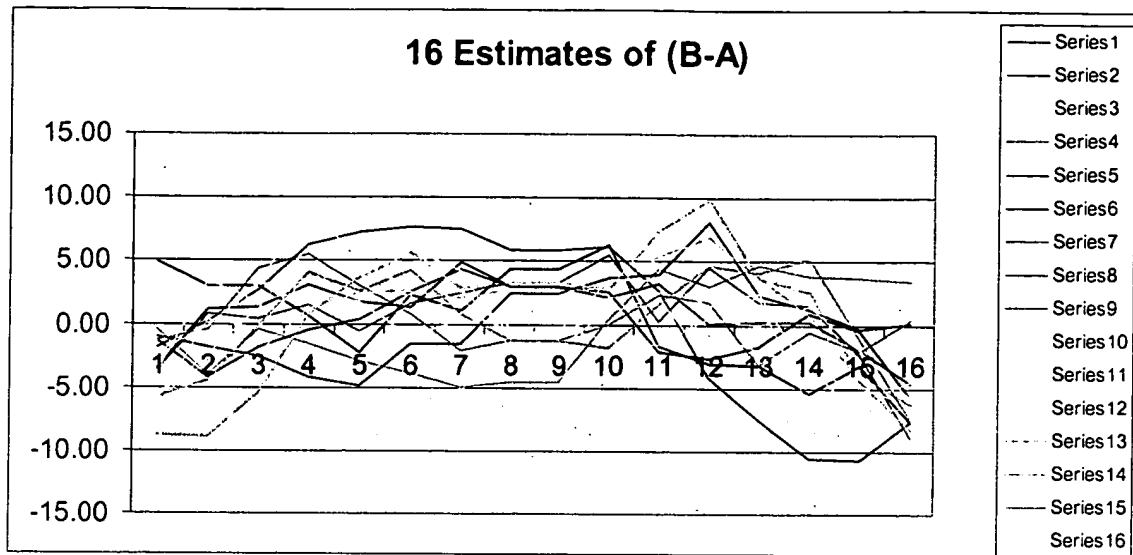 16 Estimates of (B-A)
15.00
10.00
5.00
0.00
-5.00
-10.00
-15.00
1 2 3 4 5 6 7 8 9 10 11 12 13 14 15 16
Series1
Series2
Series3
Series4
Series5
Series6
Series7
Series8
Series9
Series10
Series11
Series12
Series13
Series14
Series15
Series16